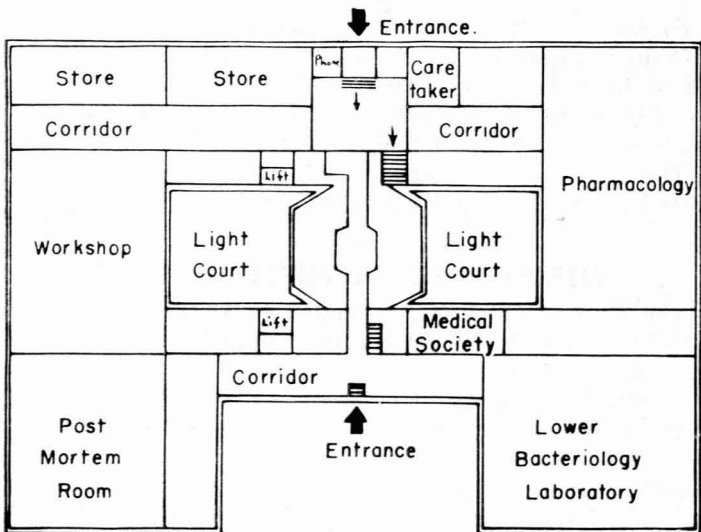 Entrance.
Phone
Care
taker
Store
Store
Corridor
Corridor
Lift
Pharmacology
Workshop
Light
Court
Light
Court
Lift
Medical
Society
Corridor
Post
Mortem
Room
Entrance
Lower
Bacteriology
Laboratory